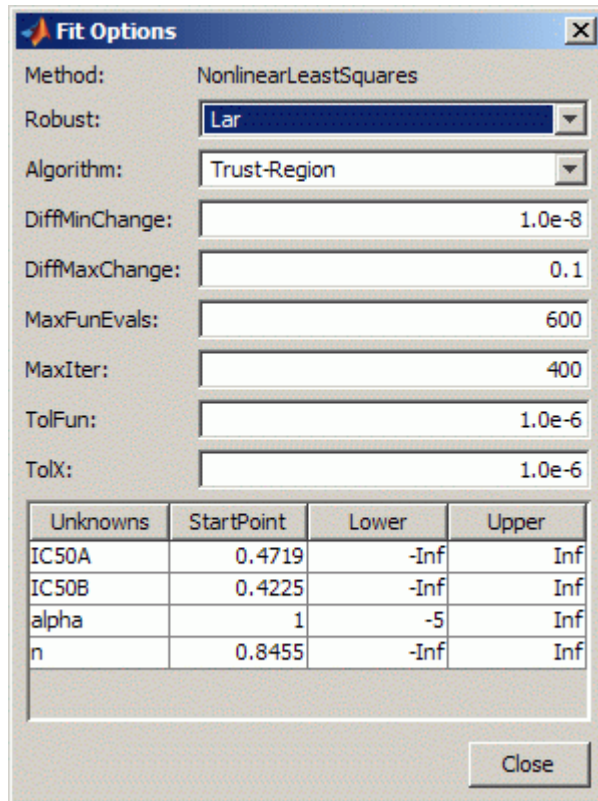 Fit Options
Method: NonlinearLeastSquares
Robust: Lar
Algorithm: Trust-Region
DiffMinChange: 1.0e-8
DiffMaxChange: 0.1
MaxFunEvals: 600
MaxIter: 400
TolFun: 1.0e-6
TolX: 1.0e-6
Unknowns StartPoint Lower Upper
IC50A 0.4719 -Inf Inf
IC50B 0.4225 -Inf Inf
alpha 1 -5 Inf
n 0.8455 -Inf Inf
Close